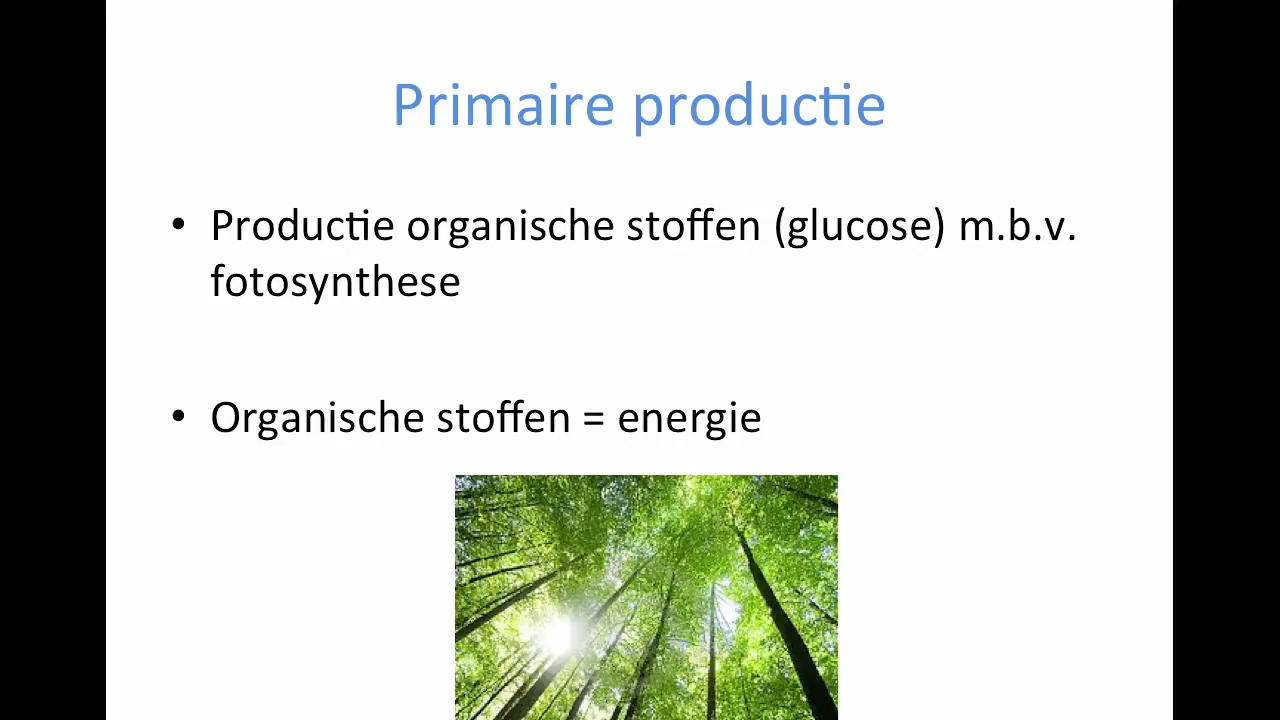 Primaire productie
• Productie organische stoffen (glucose) m.b.v.
fotosynthese
• Organische stoffen = energie